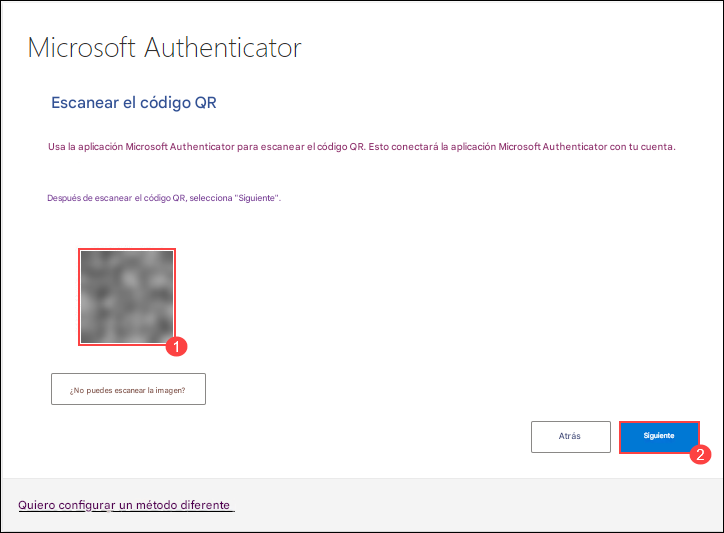 Microsoft Authenticator
Escanear el código QR
Usa la aplicación Microsoft Authenticator para escanear el código QR. Esto conectará la aplicación Microsoft Authenticator con tu cuenta.
Después de escanear el código QR, selecciona "Siguiente".
1
¿No puedes escanear la imagen?
Atrás
Siguiente
2
Quiero configurar un método diferente